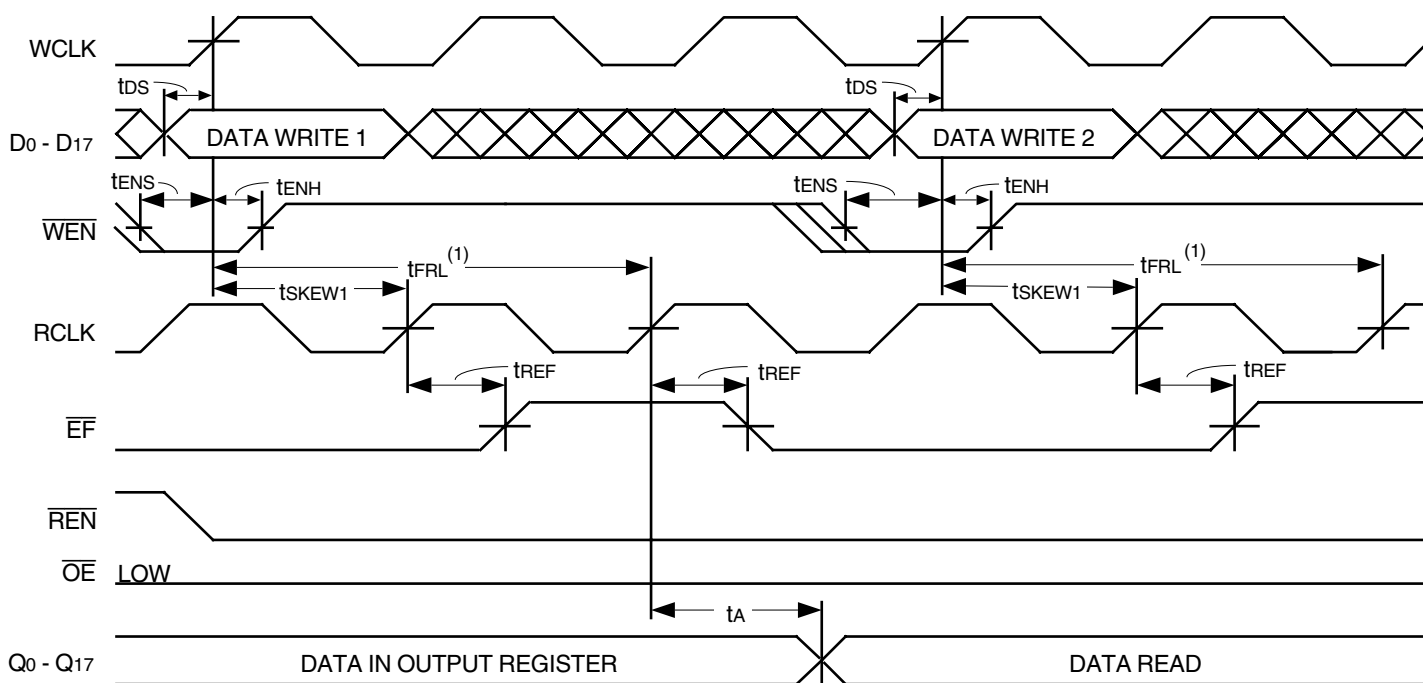 WCLK
tDS
tDS
D0 - D17
DATA WRITE 1
DATA WRITE 2
tENS
tENH
tENS
tENH
WEN
tFRL(1)
tFRL(1)
tSKEW1
tSKEW1
RCLK
tREF
tREF
tREF
EF
REN
OE
LOW
tA
Q0 - Q17
DATA IN OUTPUT REGISTER
DATA READ